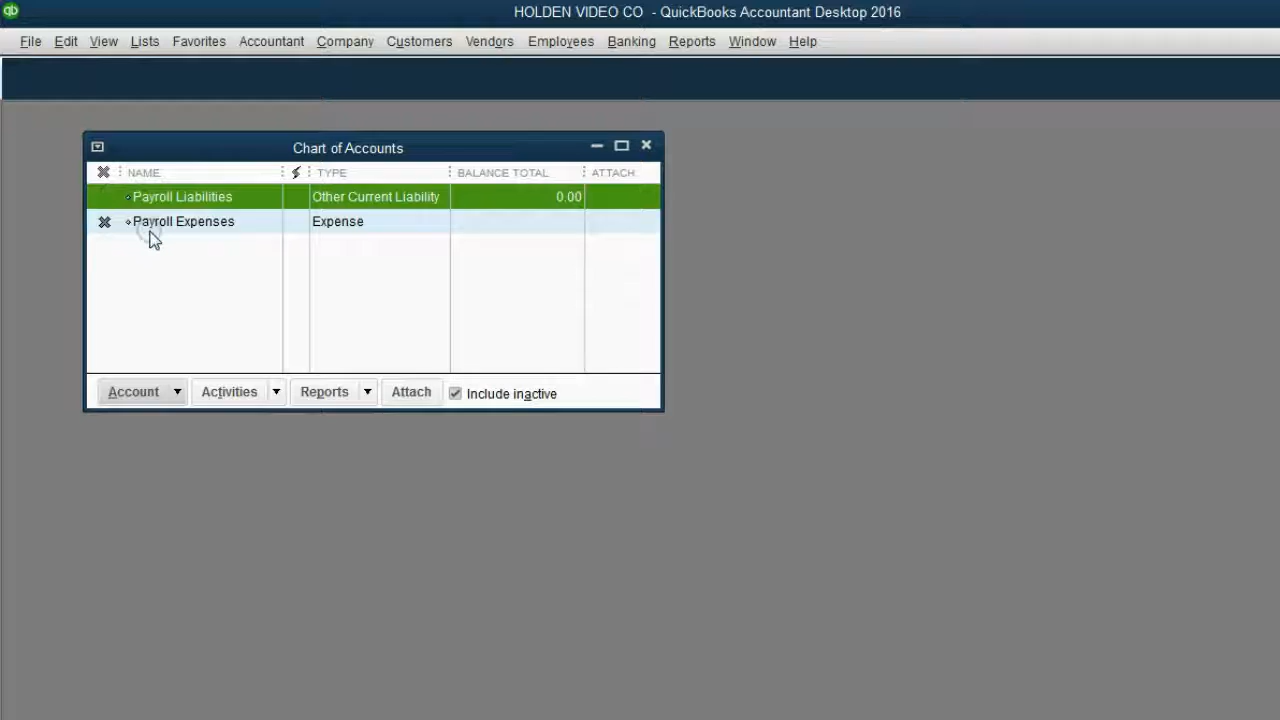 qb HOLDEN VIDEO CO - QuickBooks Accountant Desktop 2016
File Edit View Lists Favorites Accountant Company Customers Vendors Employees Banking Reports Window Help
Chart of Accounts
NAME TYPE BALANCE TOTAL ATTACH
Payroll Liabilities Other Current Liability 0.00
Payroll Expenses Expense
Account Activities Reports Attach Include inactive